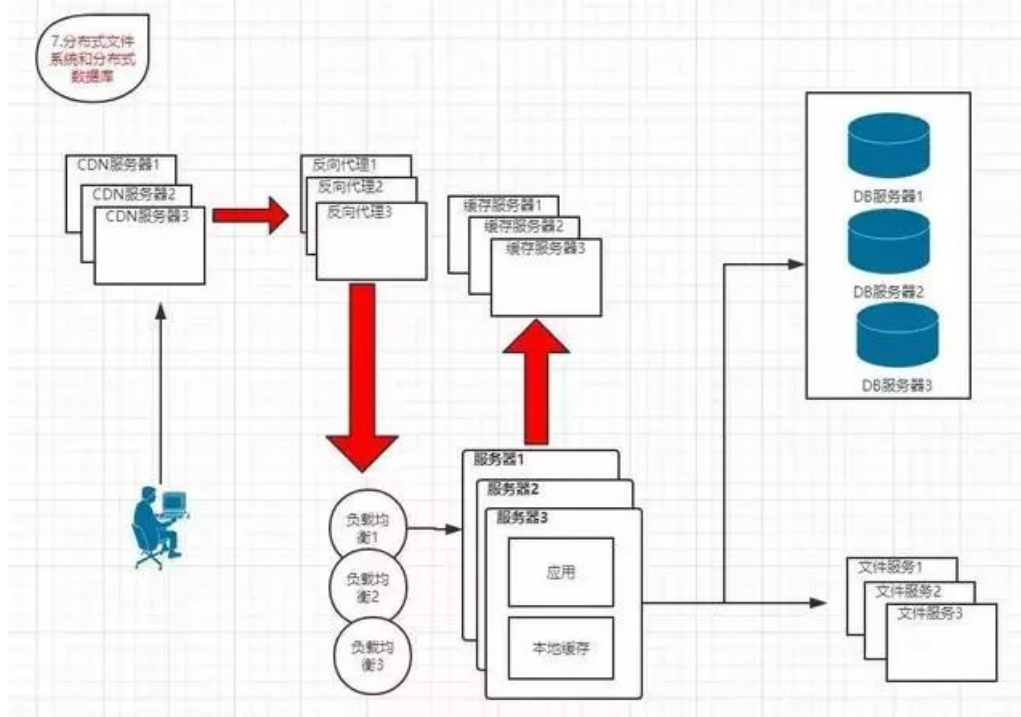 7.分布式文件
系统和分布式
数据库
CDN服务器1
CDN服务器2
CDN服务器3
反向代理1
反向代理2
反向代理3
缓存服务器1
缓存服务器2
缓存服务器3
DB服务器1
DB服务器2
DB服务器3
负载均
衡1
负载均
衡2
负载均
衡3
服务器1
服务器2
服务器3
应用
本地缓存
文件服务1
文件服务2
文件服务3